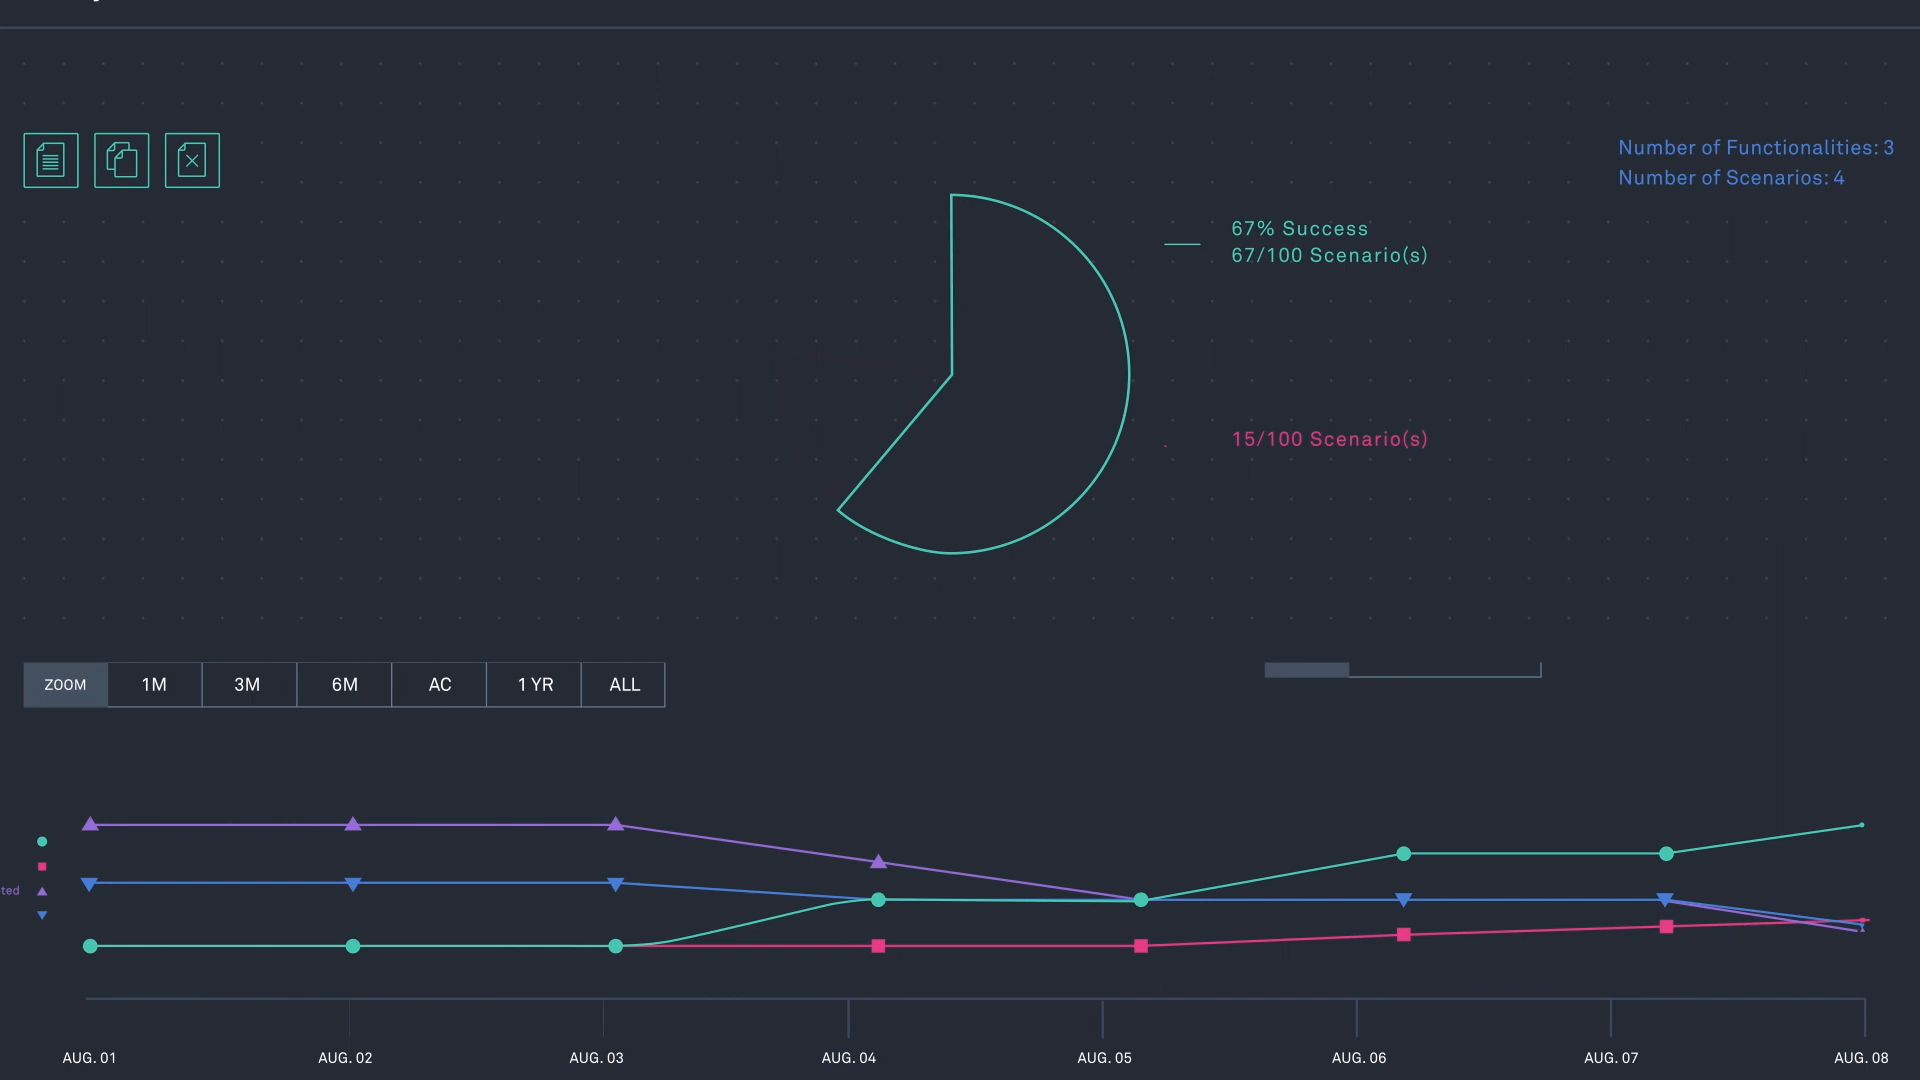 Number of Functionalities: 3
Number of Scenarios: 4
67% Success
67/100 Scenario(s)
15/100 Scenario(s)
ZOOM 1M 3M 6M AC 1 YR ALL
ted
AUG. 01 AUG. 02 AUG. 03 AUG. 04 AUG. 05 AUG. 06 AUG. 07 AUG. 08